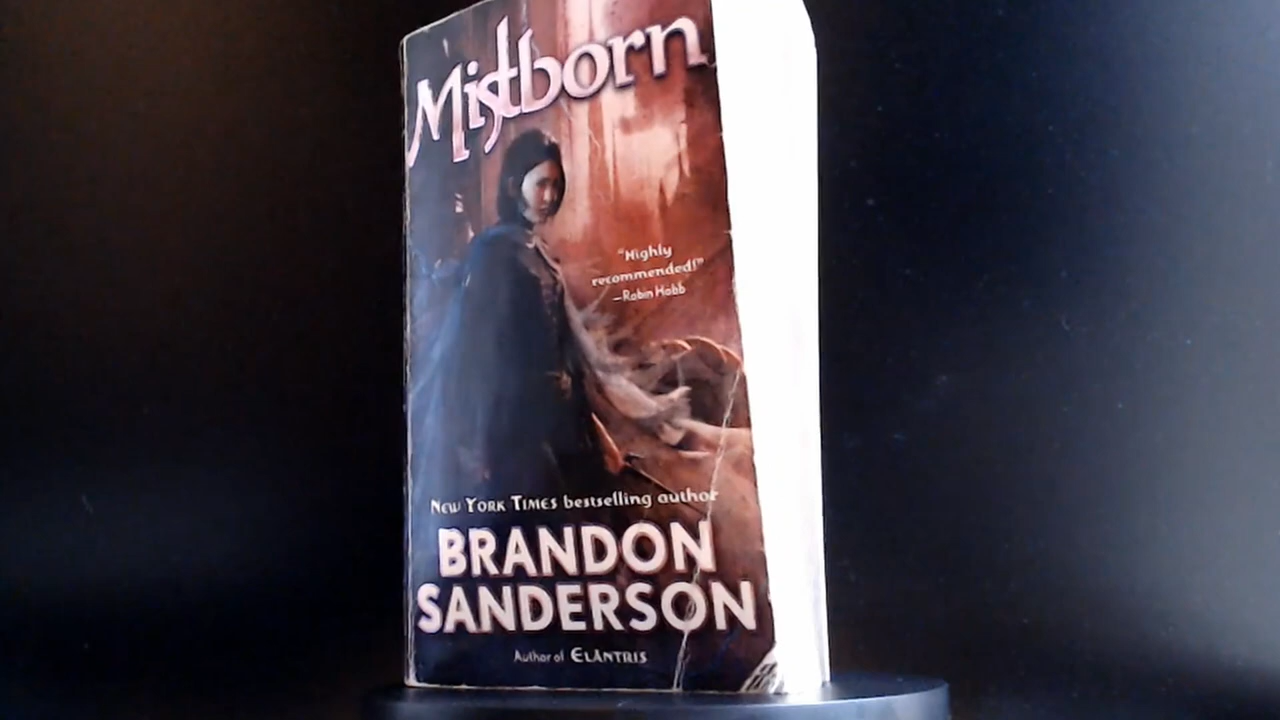 Mistborn
"Highly
recommended!"
—Robin Hobb
NEW YORK TIMES bestselling author
BRANDON
SANDERSON
Author of ELANTRIS